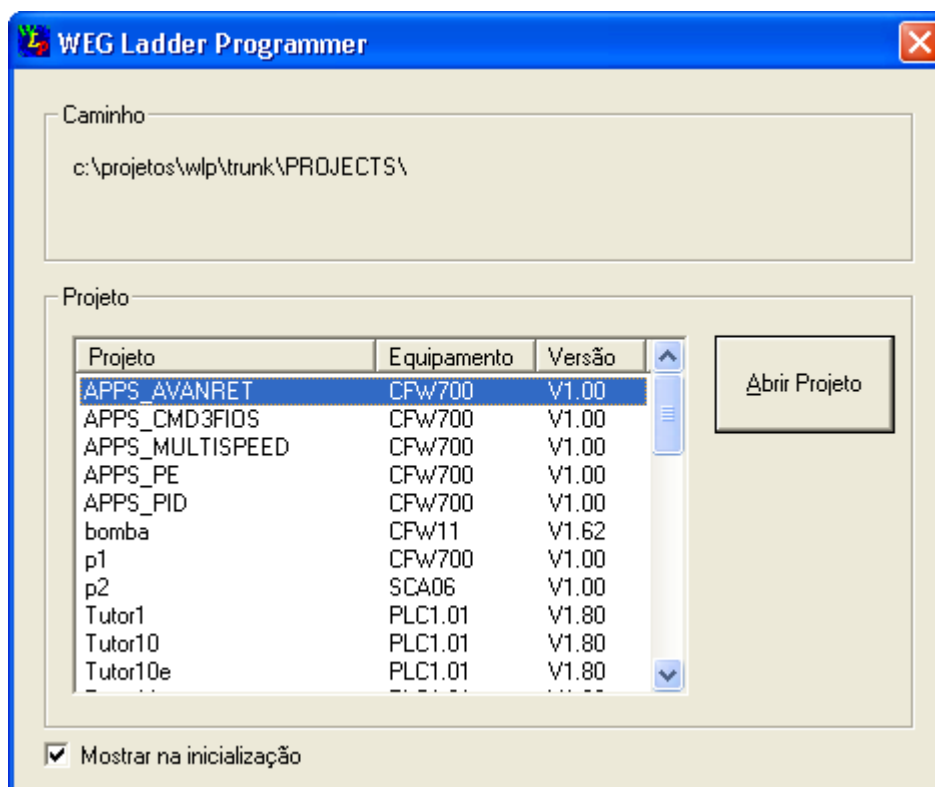 WEG Ladder Programmer
Caminho
c:\projetos\wlp\trunk\PROJECTS\
Projeto
Projeto Equipamento Versão
APPS_AVANRET CFW700 V1.00
Abrir Projeto
APPS_CMD3FIOS CFW700 V1.00
APPS_MULTISPEED CFW700 V1.00
APPS_PE CFW700 V1.00
APPS_PID CFW700 V1.00
bomba CFW11 V1.62
p1 CFW700 V1.00
p2 SCA06 V1.00
Tutor1 PLC1.01 V1.80
Tutor10 PLC1.01 V1.80
Tutor10e PLC1.01 V1.80
Mostrar na inicialização